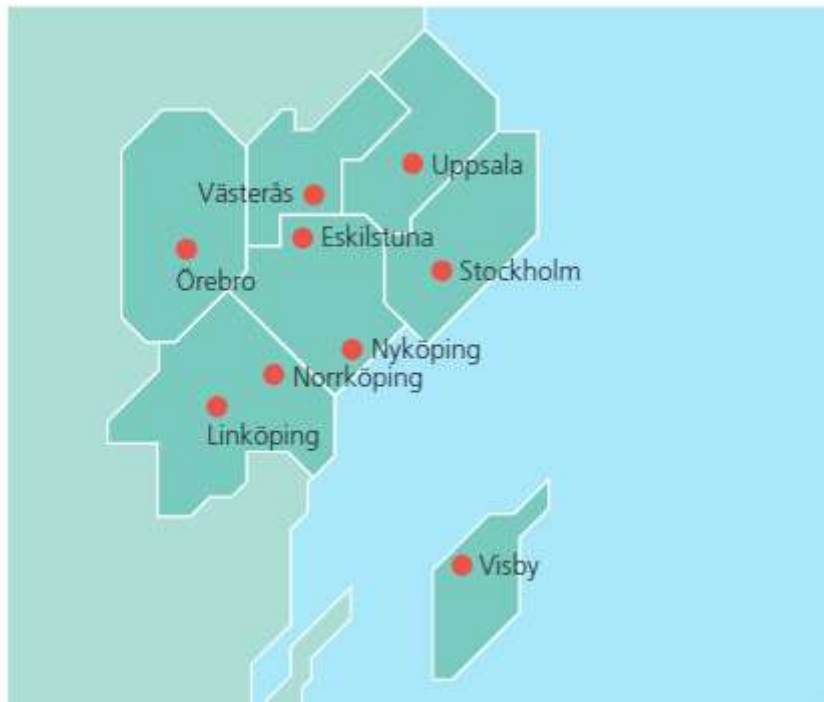 Uppsala
Västerås
Eskilstuna
Stockholm
Örebro
Nyköping
Norrköping
Linköping
Visby